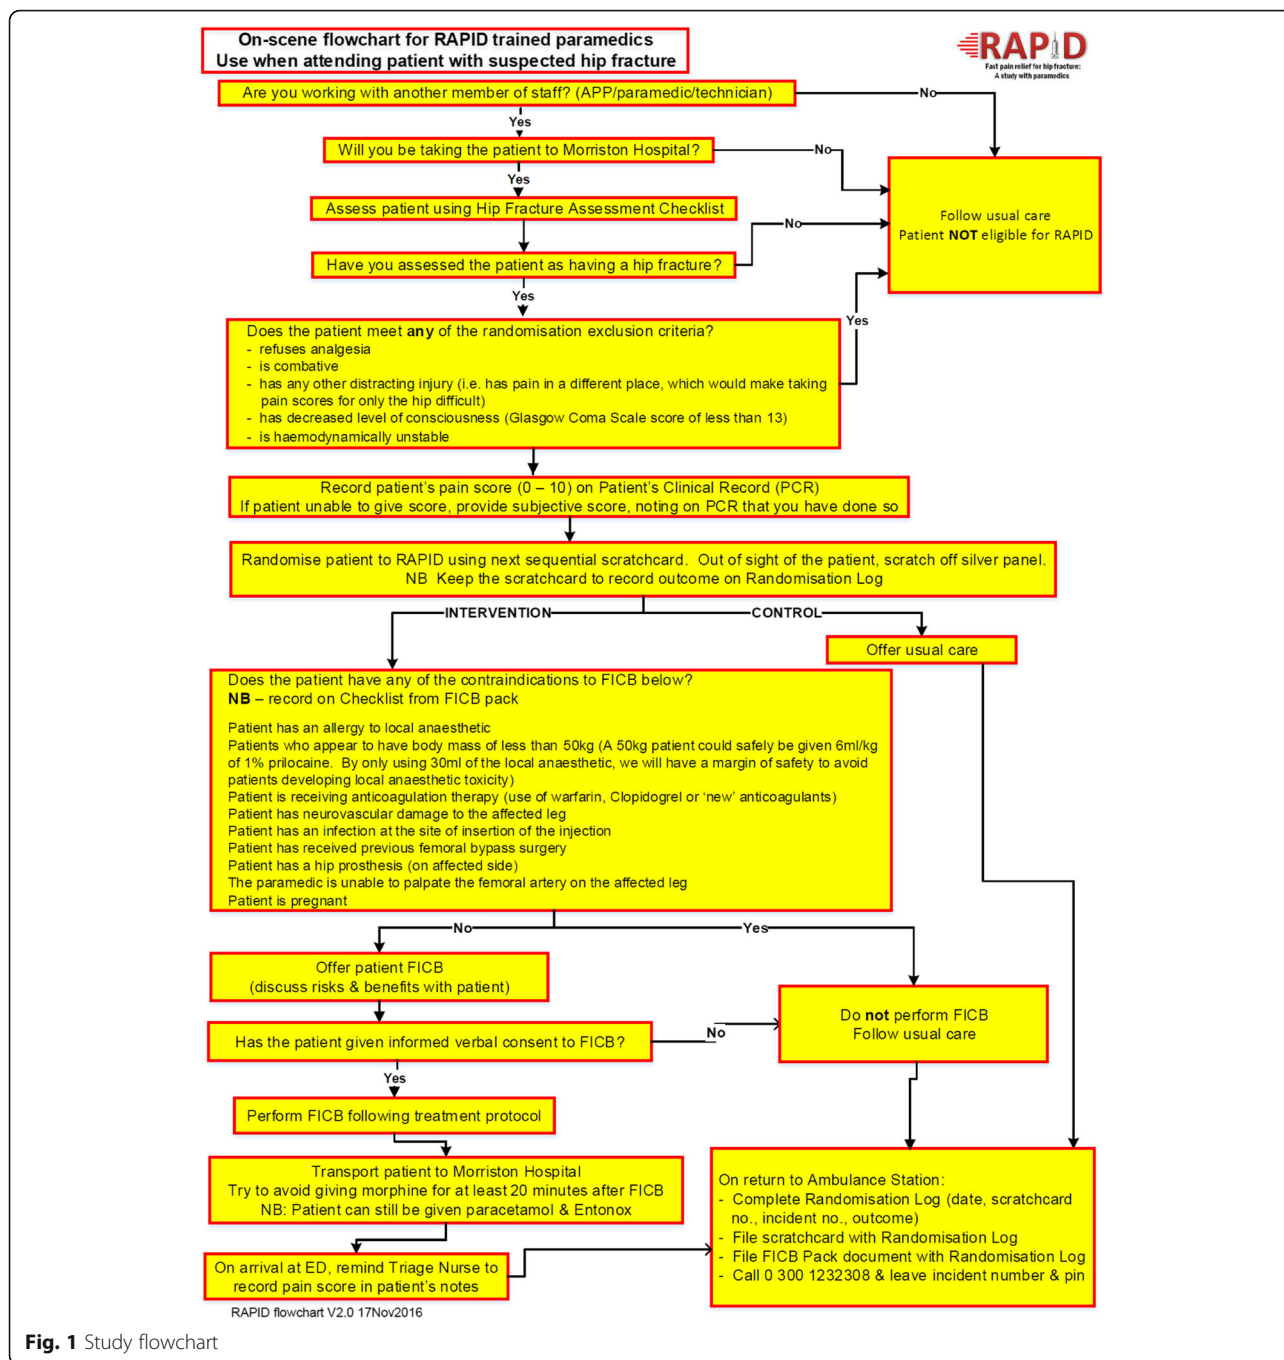 On-scene flowchart for RAPID trained paramedics
Use when attending patient with suspected hip fracture
RAPID
Fast pain relief for hip fracture:
A study with paramedics
Are you working with another member of staff? (APP/paramedic/technician)
No
Yes
Will you be taking the patient to Morriston Hospital?
No
Yes
Assess patient using Hip Fracture Assessment Checklist
No
Follow usual care
Patient NOT eligible for RAPID
Have you assessed the patient as having a hip fracture?
Yes
Yes
Does the patient meet any of the randomisation exclusion criteria?
- refuses analgesia
- is combative
- has any other distracting injury (i.e. has pain in a different place, which would make taking
pain scores for only the hip difficult)
- has decreased level of consciousness (Glasgow Coma Scale score of less than 13)
- is haemodynamically unstable
Record patient's pain score (0 – 10) on Patient's Clinical Record (PCR)
If patient unable to give score, provide subjective score, noting on PCR that you have done so
Randomise patient to RAPID using next sequential scratchcard. Out of sight of the patient, scratch off silver panel.
NB Keep the scratchcard to record outcome on Randomisation Log
INTERVENTION
CONTROL
Offer usual care
Does the patient have any of the contraindications to FICB below?
NB – record on Checklist from FICB pack
Patient has an allergy to local anaesthetic
Patients who appear to have body mass of less than 50kg (A 50kg patient could safely be given 6ml/kg
of 1% prilocaine. By only using 30ml of the local anaesthetic, we will have a margin of safety to avoid
patients developing local anaesthetic toxicity)
Patient is receiving anticoagulation therapy (use of warfarin, Clopidogrel or 'new' anticoagulants)
Patient has neurovascular damage to the affected leg
Patient has an infection at the site of insertion of the injection
Patient has received previous femoral bypass surgery
Patient has a hip prosthesis (on affected side)
The paramedic is unable to palpate the femoral artery on the affected leg
Patient is pregnant
No
Yes
Offer patient FICB
(discuss risks & benefits with patient)
Do not perform FICB
Follow usual care
Has the patient given informed verbal consent to FICB?
No
Yes
Perform FICB following treatment protocol
Transport patient to Morriston Hospital
Try to avoid giving morphine for at least 20 minutes after FICB
NB: Patient can still be given paracetamol & Entonox
On return to Ambulance Station:
- Complete Randomisation Log (date, scratchcard
no., incident no., outcome)
- File scratchcard with Randomisation Log
- File FICB Pack document with Randomisation Log
- Call 0 300 1232308 & leave incident number & pin
On arrival at ED, remind Triage Nurse to
record pain score in patient's notes
RAPID flowchart V2.0 17Nov2016
Fig. 1 Study flowchart